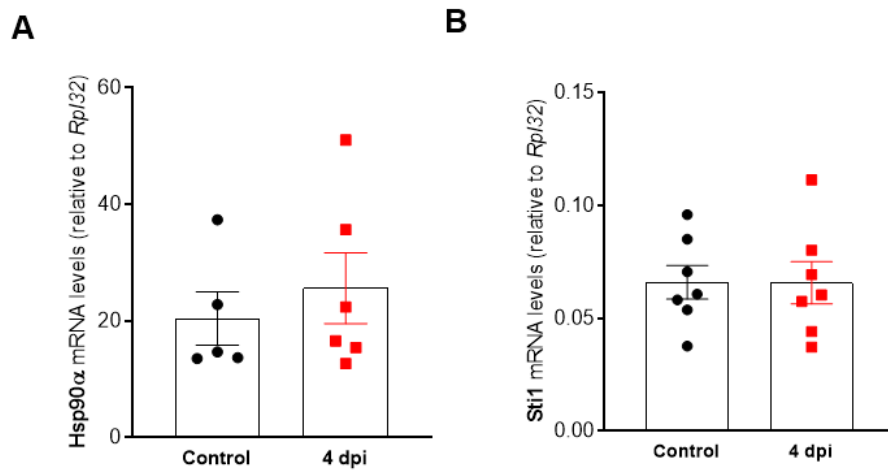 A
Hsp90α mRNA levels (relative to Rpl32)
60
40
20
0
Control 4 dpi
B
Sti1 mRNA levels (relative to Rpl32)
0.15
0.10
0.05
0.00
Control 4 dpi